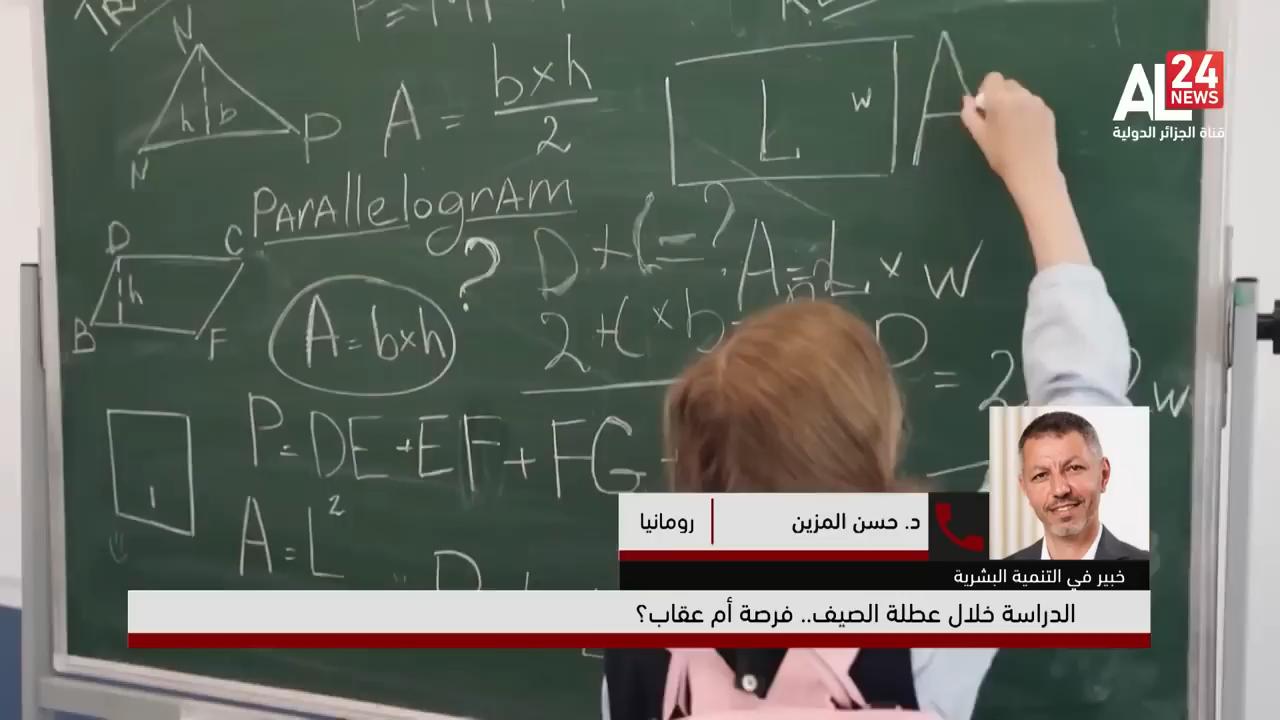 N
h b
N
P
A = b×h
2
L
w
A
AL 24 NEWS
قناة الجزائر الدولية
PARAllelogRAM
D
C
h
B
F
?
A = b×h
D + ( = ?
A = L × w
P = DE + EF + FG
A = L²
د. حسن المزين
رومانيا
خبير في التنمية البشرية
الدراسة خلال عطلة الصيف.. فرصة أم عقاب؟